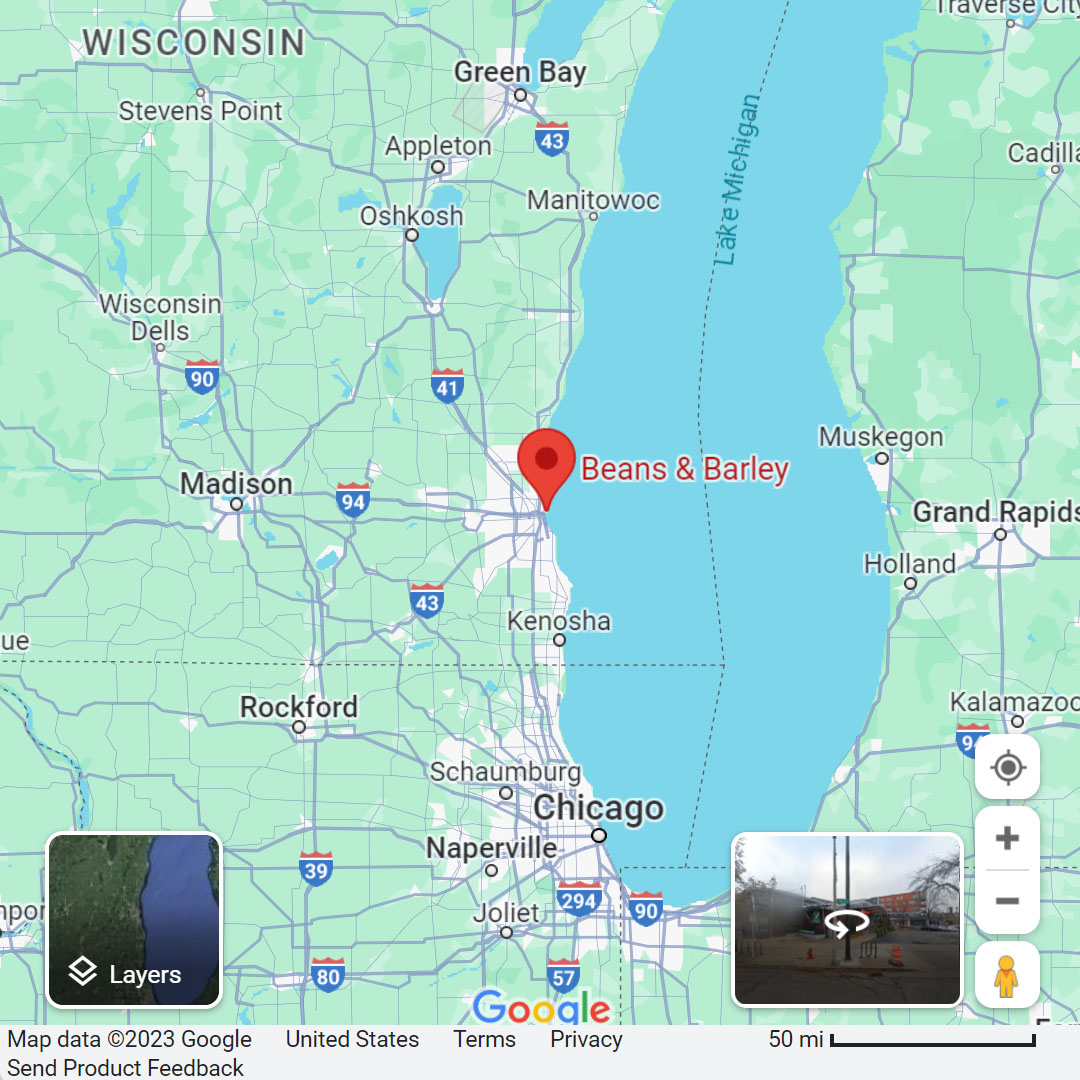 Traverse City
WISCONSIN
Green Bay
Stevens Point
43
Appleton
Lake Michigan
Cadilla
Manitowoc
Oshkosh
Wisconsin
Dells
90
41
Muskegon
Beans & Barley
Madison
94
Grand Rapids
Holland
43
Kenosha
ue
Kalamazoo
Rockford
94
Schaumburg
Chicago
Naperville
39
294
90
npor
Joliet
Layers
80
57
Google
Map data ©2023 Google United States Terms Privacy 50 mi
Send Product Feedback